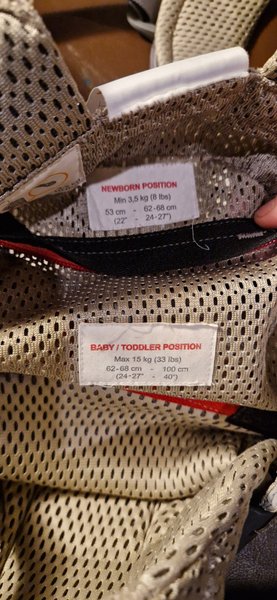 NEWBORN POSITION
Min 3,5 kg (8 lbs)
53 cm - 62-68 cm
(22" - 24-27")
BABY / TODDLER POSITION
Max 15 kg (33 lbs)
62-68 cm - 100 cm
(24-27" - 40")